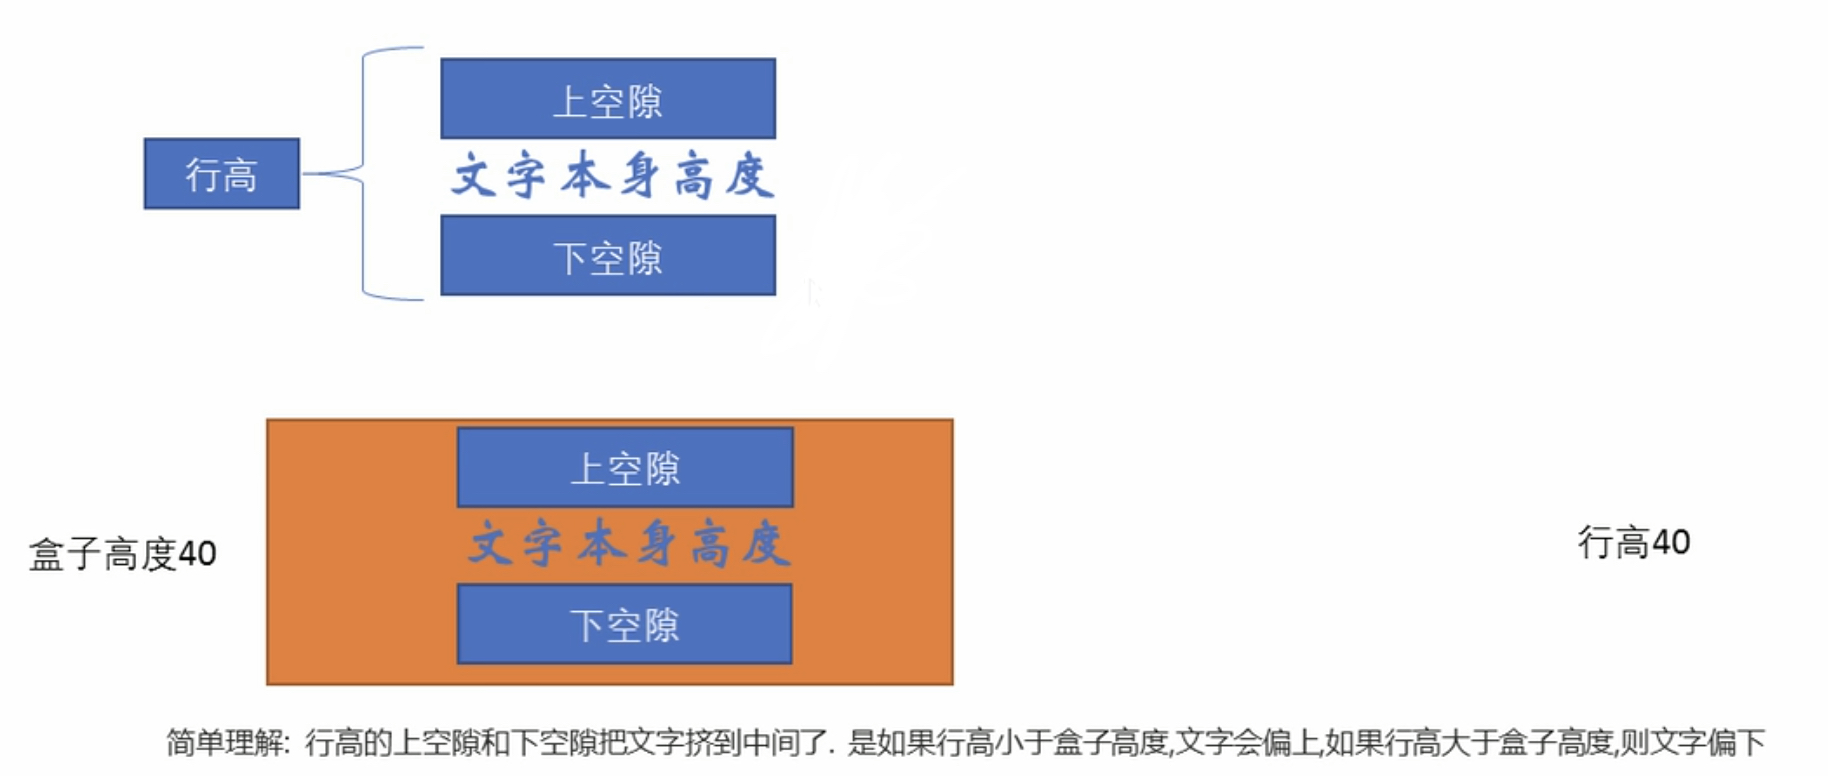 上空隙
行高
文字本身高度
下空隙
上空隙
文字本身高度
盒子高度40
行高40
下空隙
简单理解: 行高的上空隙和下空隙把文字挤到中间了. 是如果行高小于盒子高度,文字会偏上,如果行高大于盒子高度,则文字偏下